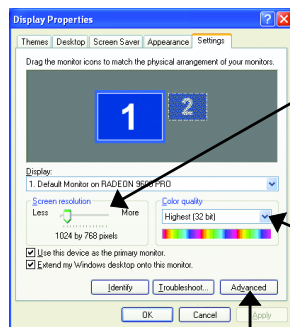 Display Properties
Themes Desktop Screen Saver Appearance Settings
Drag the monitor icons to match the physical arrangement of your monitors.
1 2
Display:
1. Default Monitor on RADEON 9600 PRO
Screen resolution
Less More
1024 by 768 pixels
Color quality
Highest (32 bit)
Use this device as the primary monitor.
Extend my Windows desktop onto this monitor.
Identify Troubleshoot... Advanced
OK Cancel Apply